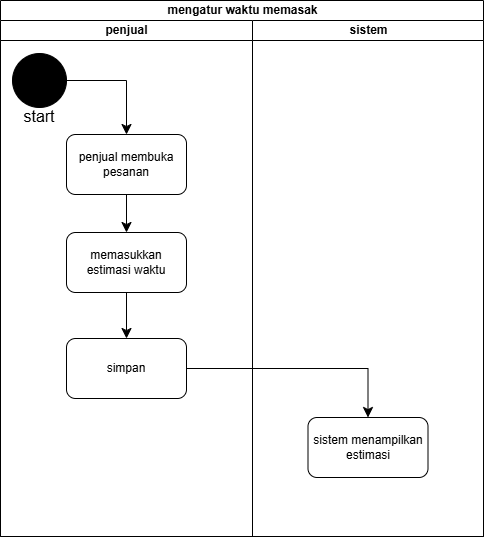 mengatur waktu memasak
penjual
sistem
start
penjual membuka
pesanan
memasukkan
estimasi waktu
simpan
sistem menampilkan
estimasi